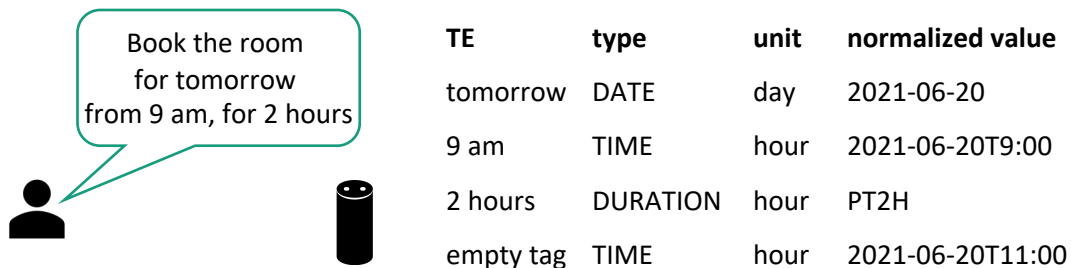 Book the room
for tomorrow
from 9 am, for 2 hours
TE type unit normalized value
tomorrow DATE day 2021-06-20
9 am TIME hour 2021-06-20T9:00
2 hours DURATION hour PT2H
empty tag TIME hour 2021-06-20T11:00